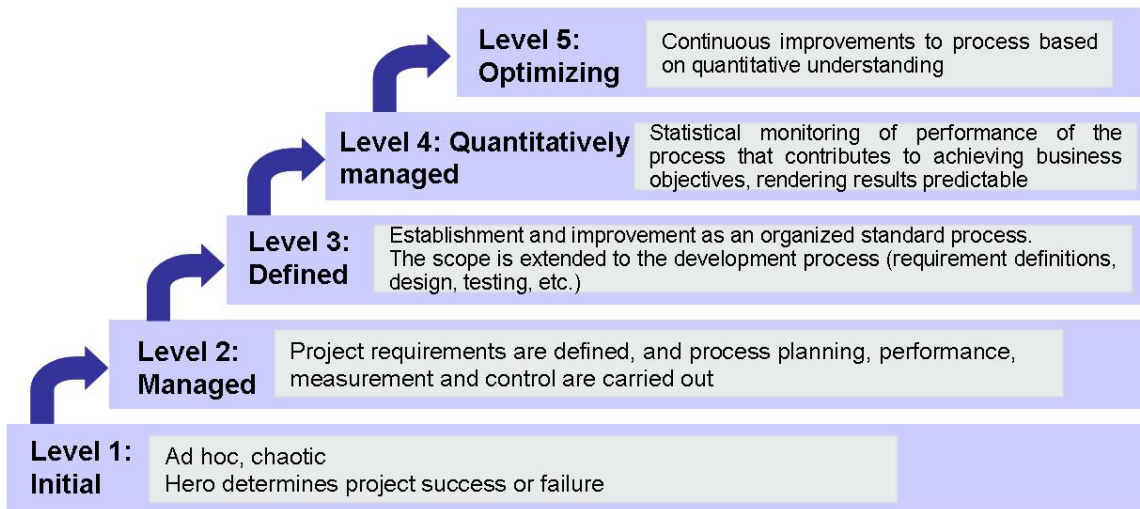 Level 5:
Optimizing
Continuous improvements to process based
on quantitative understanding
Level 4: Quantitatively
managed
Statistical monitoring of performance of the
process that contributes to achieving business
objectives, rendering results predictable
Level 3:
Defined
Establishment and improvement as an organized standard process.
The scope is extended to the development process (requirement definitions,
design, testing, etc.)
Level 2:
Managed
Project requirements are defined, and process planning, performance,
measurement and control are carried out
Level 1:
Initial
Ad hoc, chaotic
Hero determines project success or failure